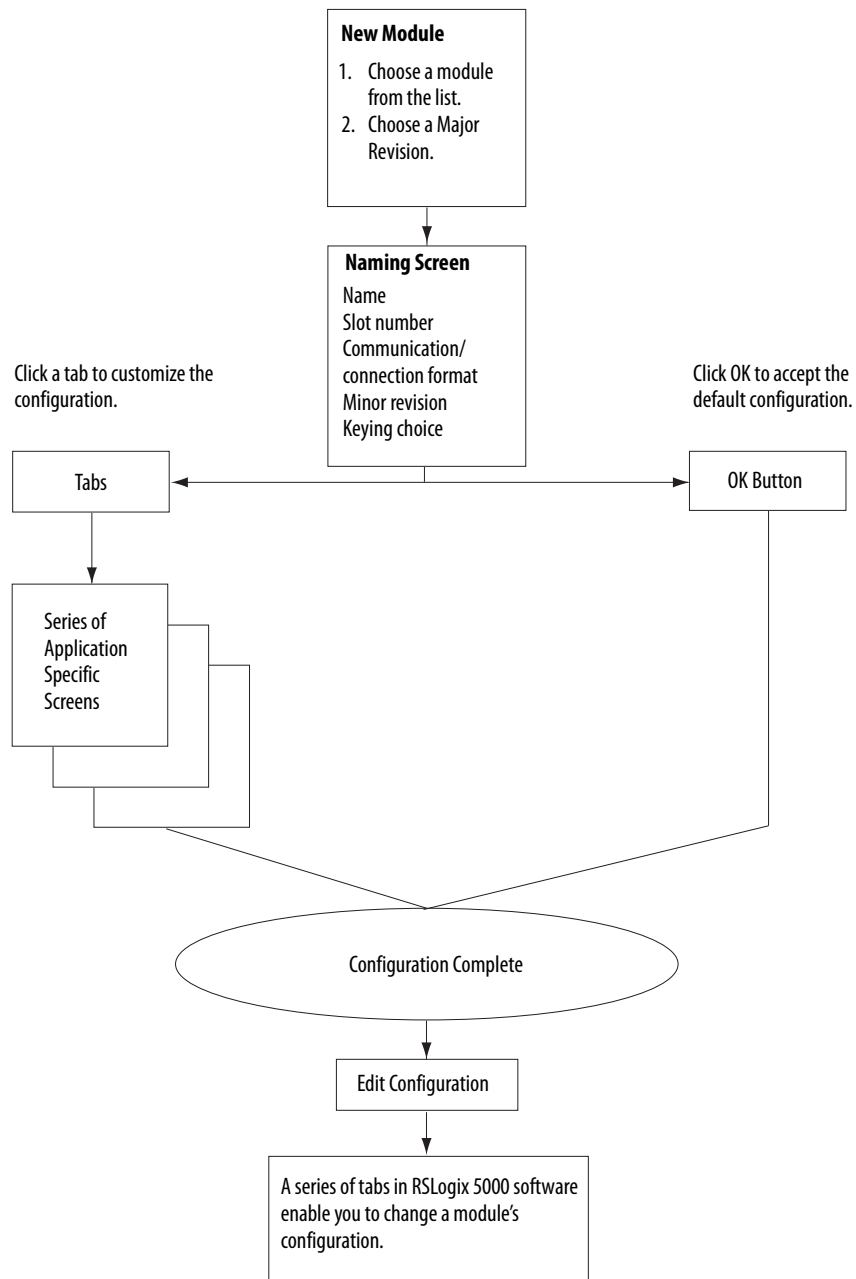 New Module
1. Choose a module
from the list.
2. Choose a Major
Revision.
Naming Screen
Name
Slot number
Communication/
connection format
Minor revision
Keying choice
Click a tab to customize the
configuration.
Click OK to accept the
default configuration.
Tabs
OK Button
Series of
Application
Specific
Screens
Configuration Complete
Edit Configuration
A series of tabs in RSLogix 5000 software
enable you to change a module's
configuration.